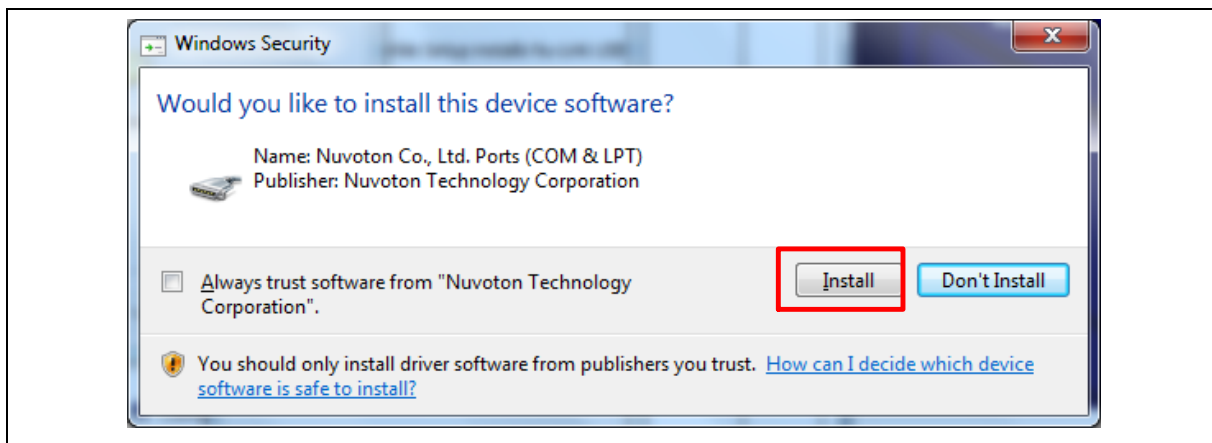 Windows Security
Would you like to install this device software?
Name: Nuvoton Co., Ltd. Ports (COM & LPT)
Publisher: Nuvoton Technology Corporation
Always trust software from "Nuvoton Technology
Corporation".
Install
Don't Install
You should only install driver software from publishers you trust. How can I decide which device
software is safe to install?